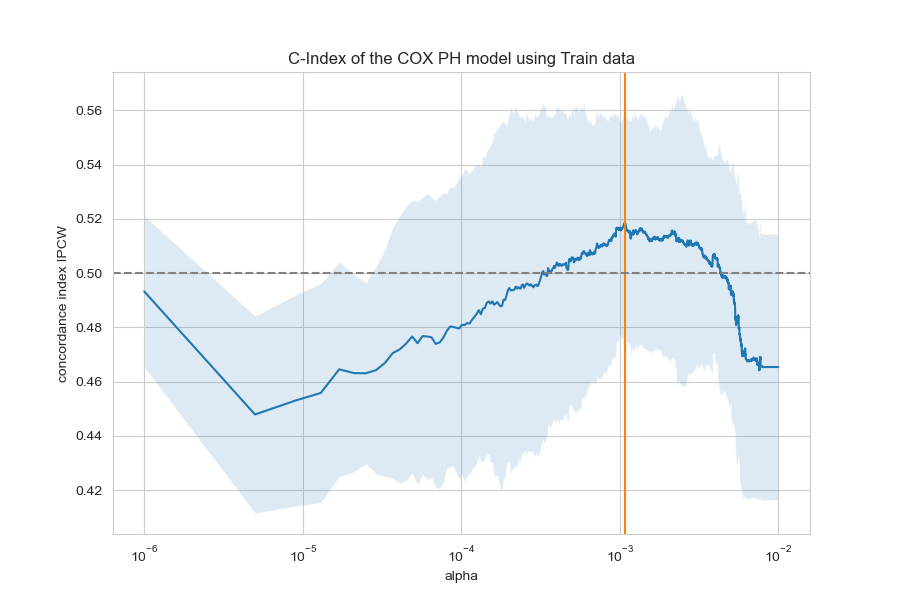 C-Index of the COX PH model using Train data
concordance index IPCW
0.56
0.54
0.52
0.50
0.48
0.46
0.44
0.42
10⁻⁶ 10⁻⁵ 10⁻⁴ 10⁻³ 10⁻²
alpha